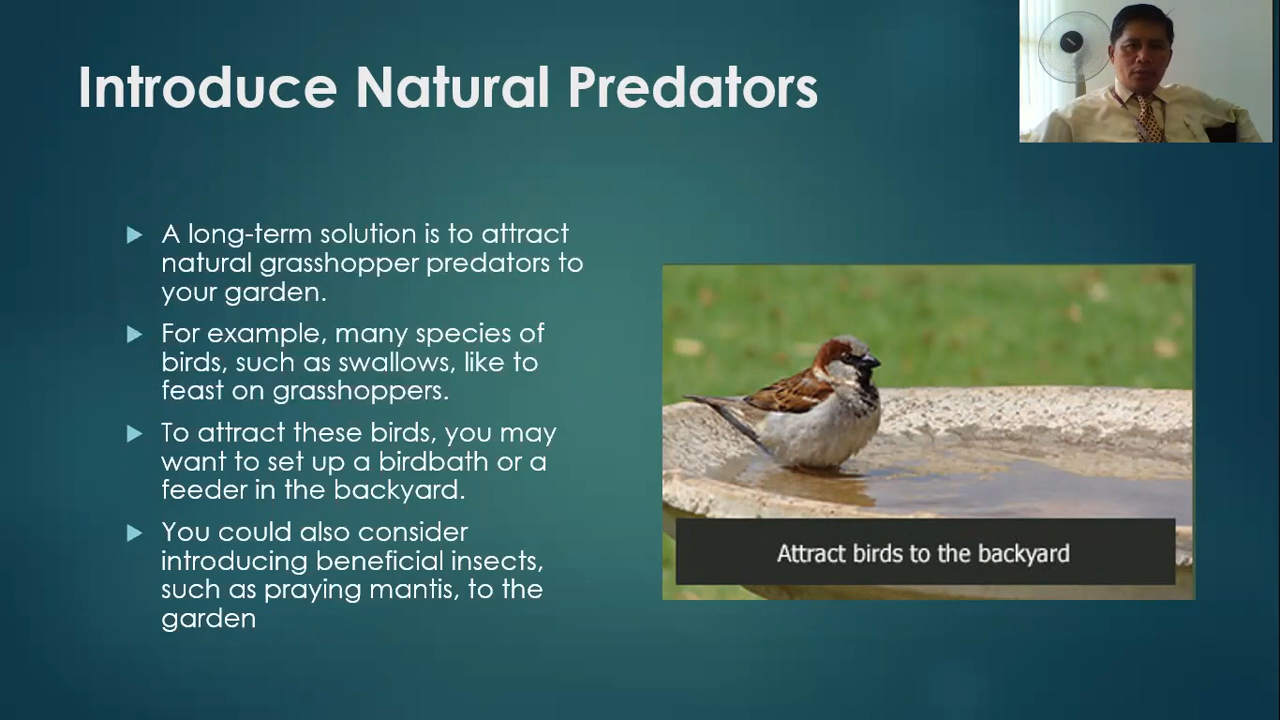 Introduce Natural Predators
A long-term solution is to attract
natural grasshopper predators to
your garden.
For example, many species of
birds, such as swallows, like to
feast on grasshoppers.
To attract these birds, you may
want to set up a birdbath or a
feeder in the backyard.
You could also consider
introducing beneficial insects,
such as praying mantis, to the
garden
Attract birds to the backyard